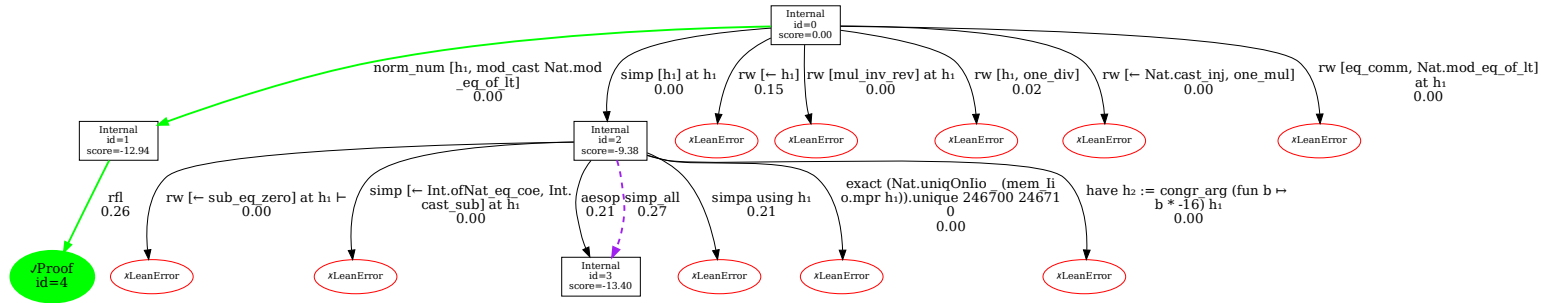 Internal
id=0
score=0.00
norm_num [h₁, mod_cast Nat.mod
_eq_of_lt]
0.00
simp [h₁] at h₁
0.00
rw [← h₁]
0.15
rw [mul_inv_rev] at h₁
0.00
rw [h₁, one_div]
0.02
rw [← Nat.cast_inj, one_mul]
0.00
rw [eq_comm, Nat.mod_eq_of_lt]
at h₁
0.00
Internal
id=1
score=-12.94
Internal
id=2
score=-9.38
✗LeanError
✗LeanError
✗LeanError
✗LeanError
✗LeanError
rfl
0.26
rw [← sub_eq_zero] at h₁ ⊢
0.00
simp [← Int.ofNat_eq_coe, Int.
cast_sub] at h₁
0.00
aesop
0.21
simp_all
0.27
simpa using h₁
0.21
exact (Nat.uniqOnIio _ (mem_Ii
o.mpr h₁)).unique 246700 24671
0
0.00
have h₂ := congr_arg (fun b ↦
b * -16) h₁
0.00
✓Proof
id=4
✗LeanError
✗LeanError
Internal
id=3
score=-13.40
✗LeanError
✗LeanError
✗LeanError